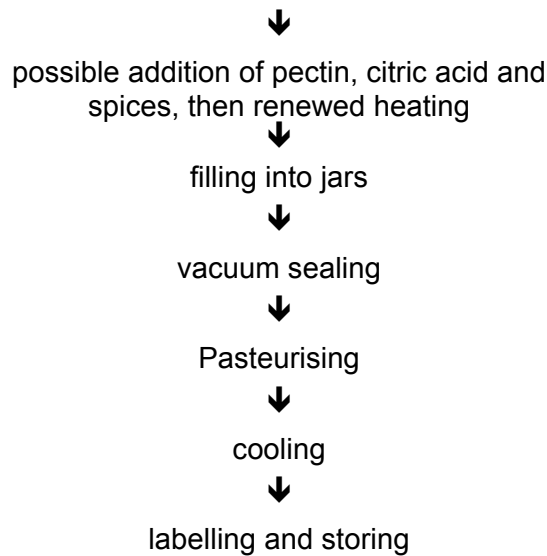 possible addition of pectin, citric acid and
spices, then renewed heating
filling into jars
vacuum sealing
Pasteurising
cooling
labelling and storing